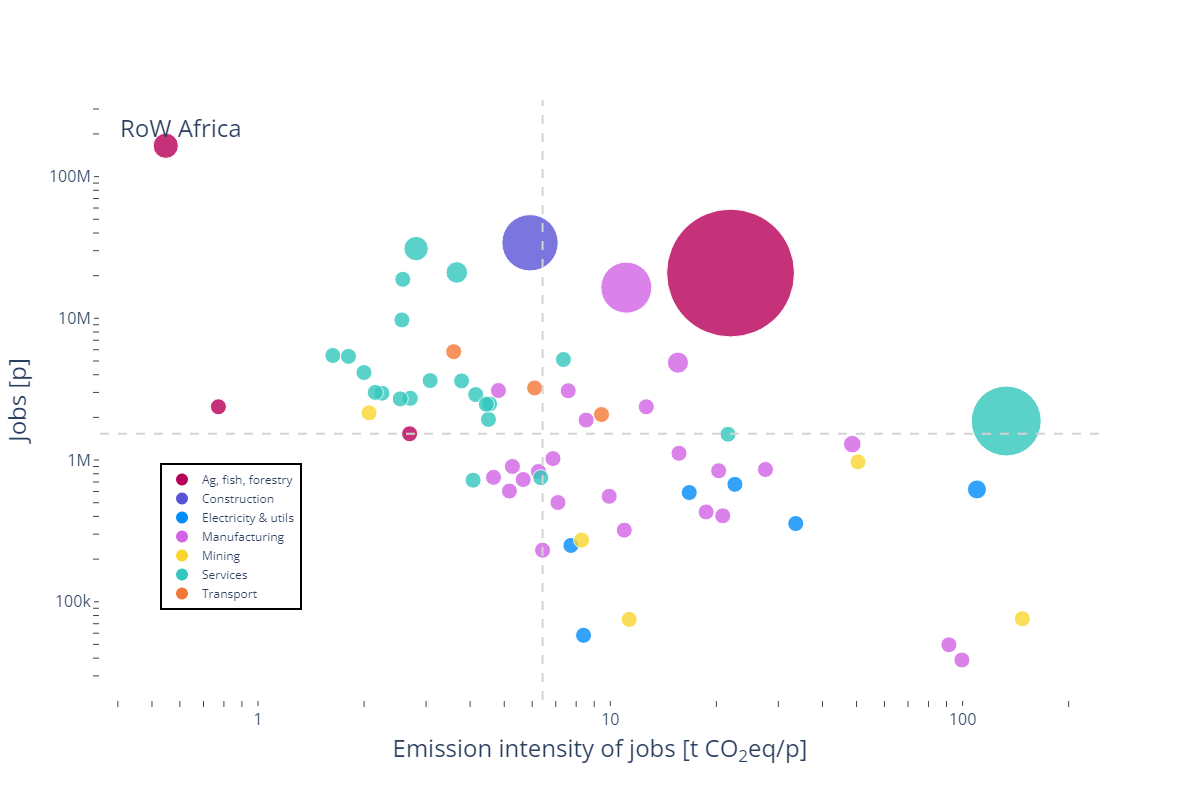 RoW Africa
100M
10M
1M
100k
Jobs [p]
Ag, fish, forestry
Construction
Electricity & utils
Manufacturing
Mining
Services
Transport
1 10 100
Emission intensity of jobs [t CO₂eq/p]